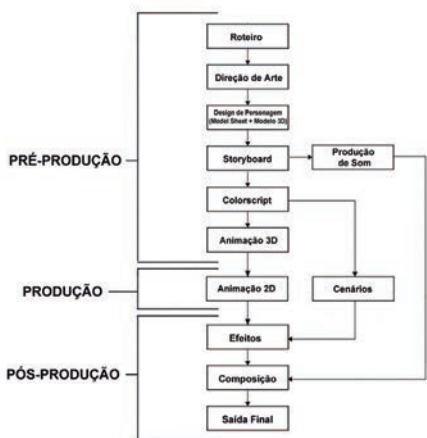 Roteiro
Direção de Arte
Design de Personagem
(Model Sheet + Modelo 3D)
PRÉ-PRODUÇÃO
Storyboard
Produção
de Som
Colorscript
Animação 3D
PRODUÇÃO
Animação 2D
Cenários
Efeitos
PÓS-PRODUÇÃO
Composição
Saída Final